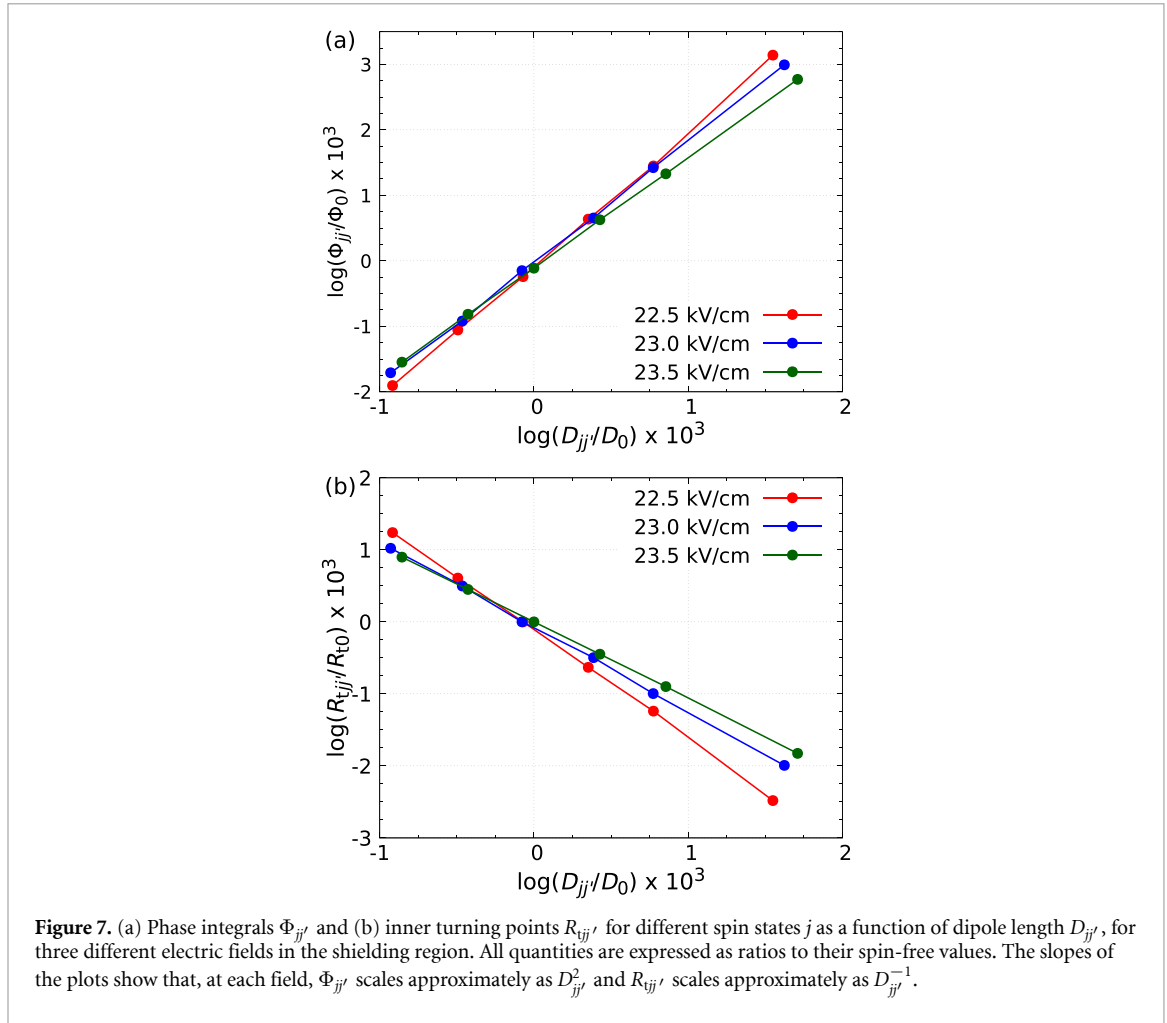 (a)
3
2
1
0
-1
-2
log(Φjj'/Φ0) x 10³
22.5 kV/cm
23.0 kV/cm
23.5 kV/cm
-1 0 1 2
log(Djj'/D0) x 10³
(b)
2
1
0
-1
-2
-3
log(Rtjj'/Rt0) x 10³
22.5 kV/cm
23.0 kV/cm
23.5 kV/cm
-1 0 1 2
log(Djj'/D0) x 10³
Figure 7. (a) Phase integrals Φjj′ and (b) inner turning points Rtjj′ for different spin states j as a function of dipole length Djj′, for
three different electric fields in the shielding region. All quantities are expressed as ratios to their spin-free values. The slopes of
the plots show that, at each field, Φjj′ scales approximately as D²jj′ and Rtjj′ scales approximately as D⁻¹jj′.